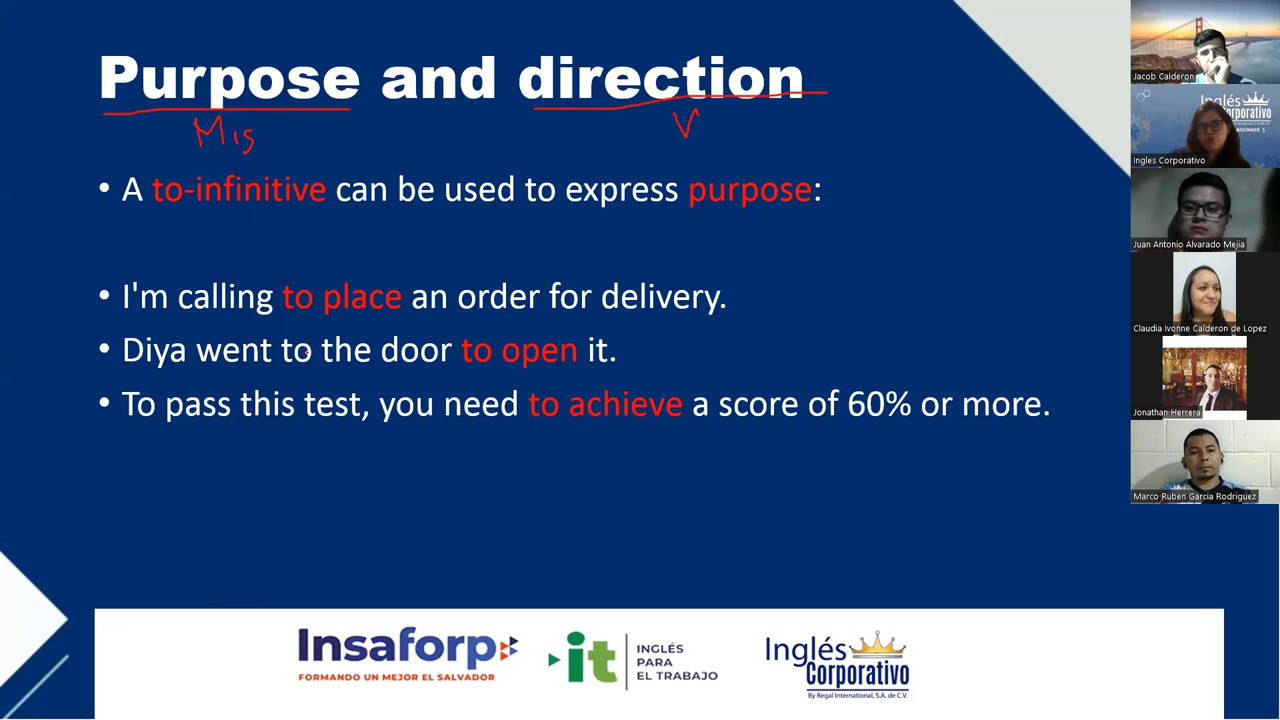 Purpose and direction
Mis V
• A to-infinitive can be used to express purpose:
• I'm calling to place an order for delivery.
• Diya went to the door to open it.
• To pass this test, you need to achieve a score of 60% or more.
Insaforp
FORMANDO UN MEJOR EL SALVADOR
it
INGLÉS
PARA
EL TRABAJO
Inglés
Corporativo
By Regal International, S.A. de C.V.
Jacob Calderon
Inglés
Corporativo
BEGINNER 5
Ingles Corporativo
Juan Antonio Alvarado Mejia
Claudia Ivonne Calderon de Lopez
Jonathan Herrera
Marco Ruben Garcia Rodriguez